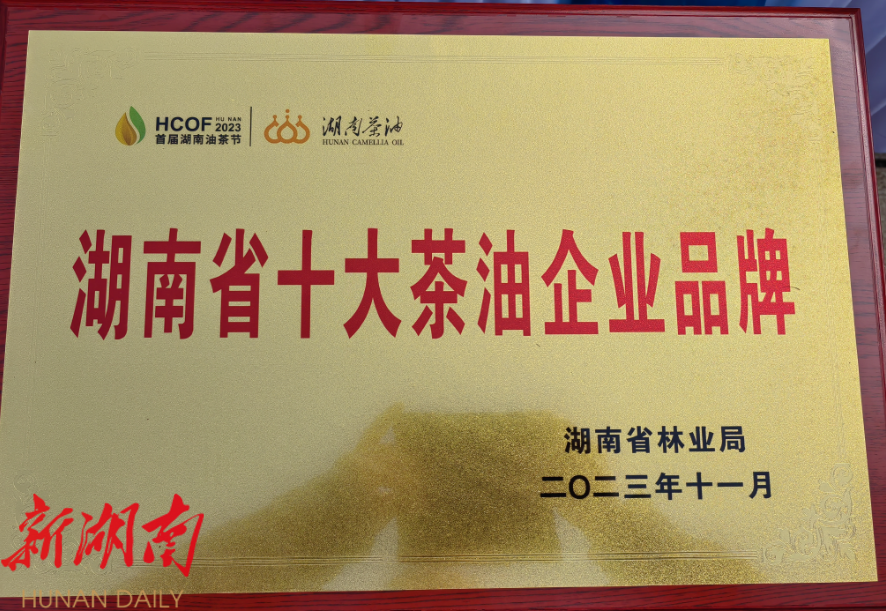 HCOF HU NAN 2023
首届湖南油茶节
湖南茶油
HUNAN CAMELLIA OIL
湖南省十大茶油企业品牌
湖南省林业局
二〇二三年十一月
新湖南
HUNAN DAILY